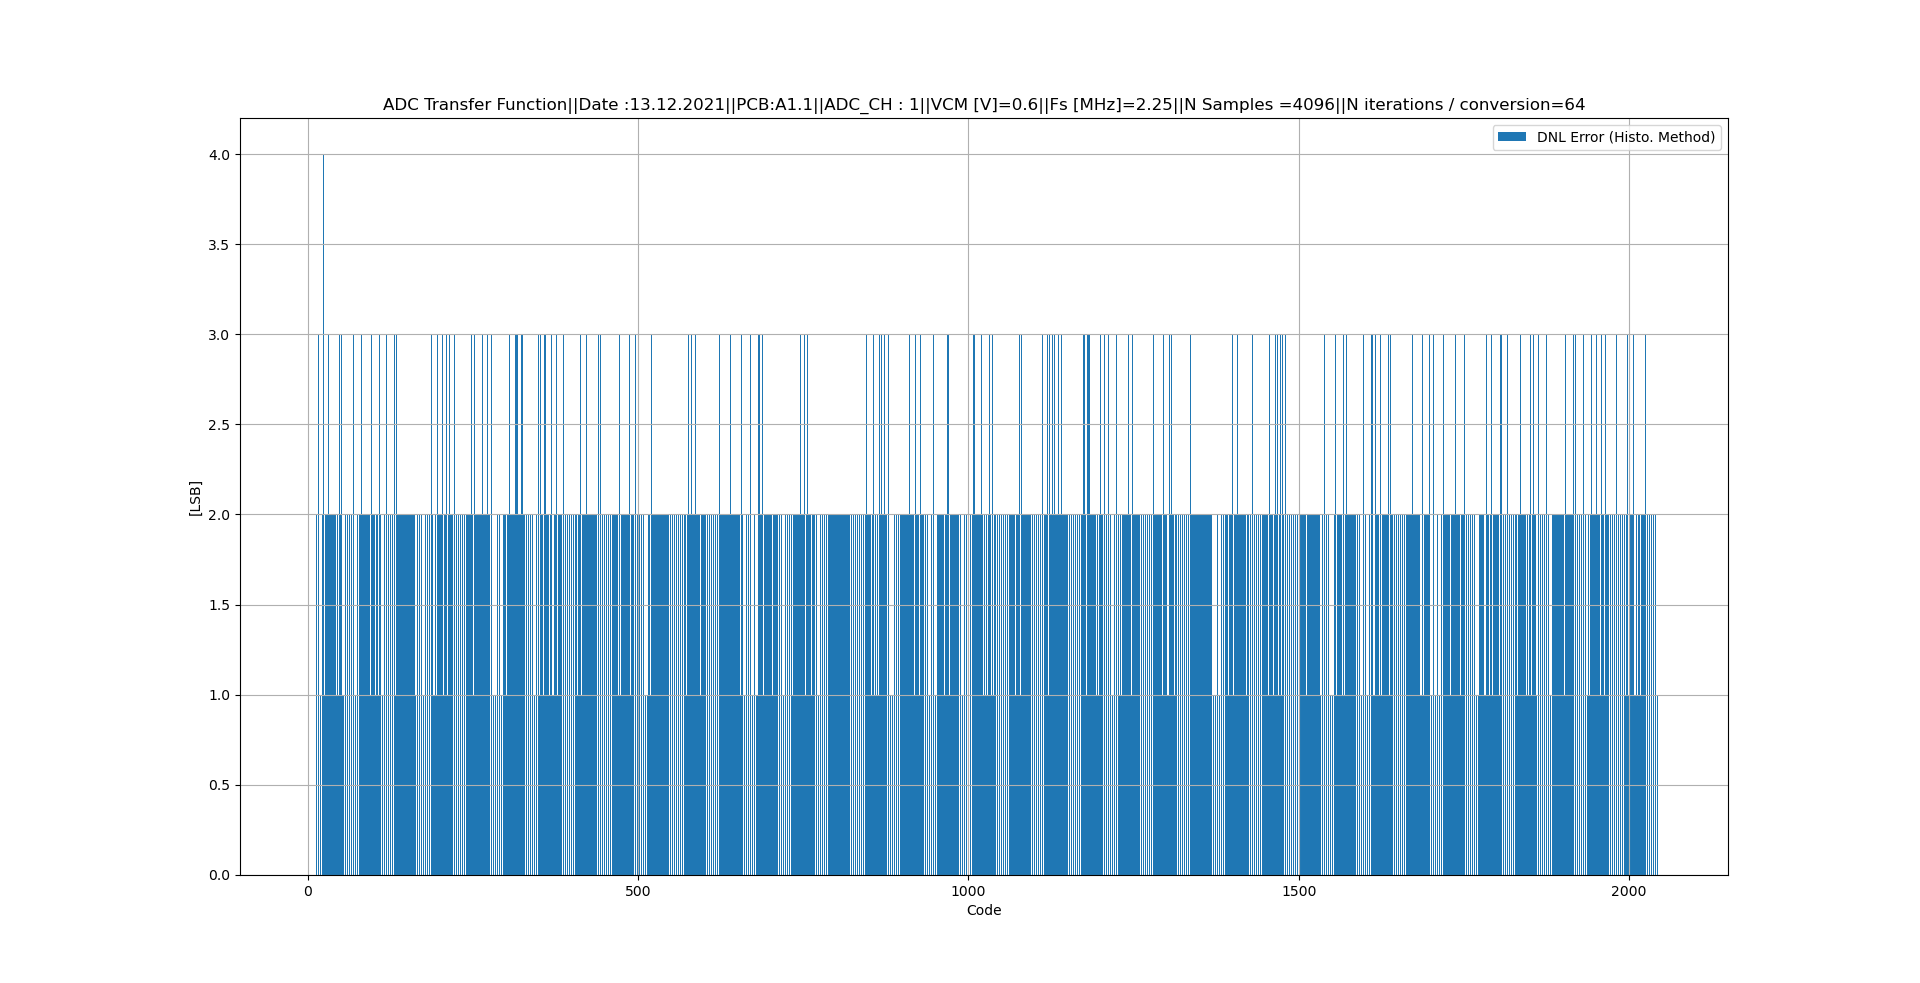 ADC Transfer Function||Date :13.12.2021||PCB:A1.1||ADC_CH : 1||VCM [V]=0.6||Fs [MHz]=2.25||N Samples =4096||N iterations / conversion=64
DNL Error (Histo. Method)
4.0
3.5
3.0
2.5
2.0
1.5
1.0
0.5
0.0
[LSB]
0 500 1000 1500 2000
Code